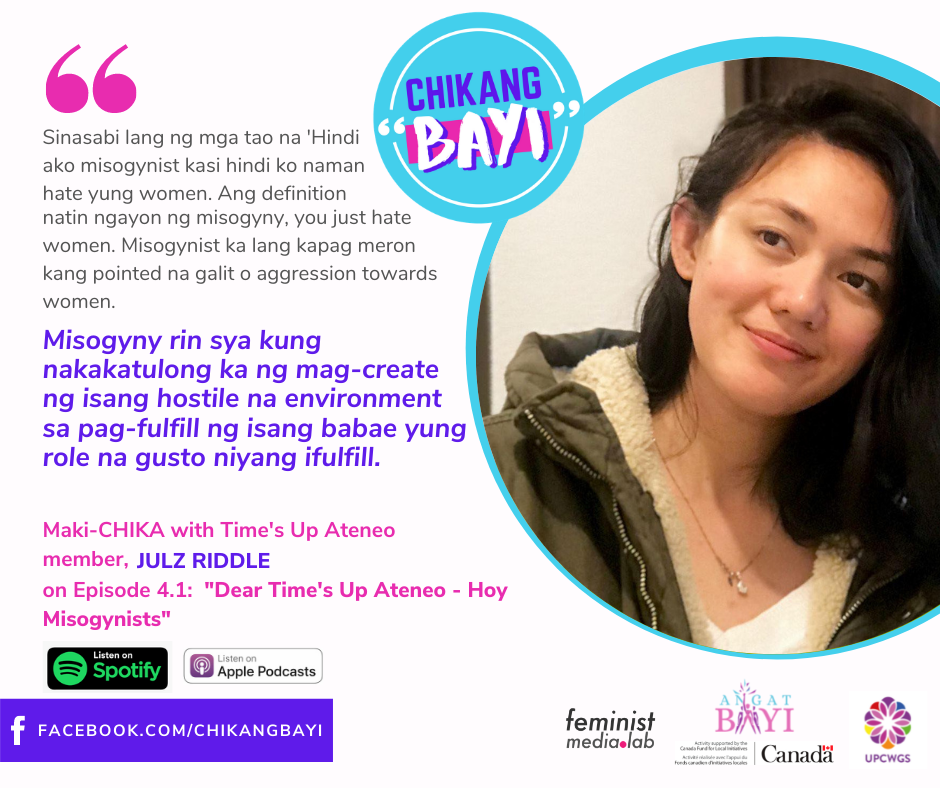 Sinasabi lang ng mga tao na 'Hindi
ako misogynist kasi hindi ko naman
hate yung women. Ang definition
natin ngayon ng misogyny, you just hate
women. Misogynist ka lang kapag meron
kang pointed na galit o aggression towards
women.
CHIKANG
“BAYI”
Misogyny rin sya kung
nakakatulong ka ng mag-create
ng isang hostile na environment
sa pag-fulfill ng isang babae yung
role na gusto niyang ifulfill.
Maki-CHIKA with Time's Up Ateneo
member, JULZ RIDDLE
on Episode 4.1: "Dear Time's Up Ateneo - Hoy
Misogynists"
Listen on
Spotify
Listen on
Apple Podcasts
FACEBOOK.COM/CHIKANGBAYI
feminist
media•lab
ANGAT
BAYI
Activity supported by the
Canada Fund for Local Initiatives
Activité réalisée avec l'appui du
Fonds canadien d'initiatives locales
Canada
UPCWGS